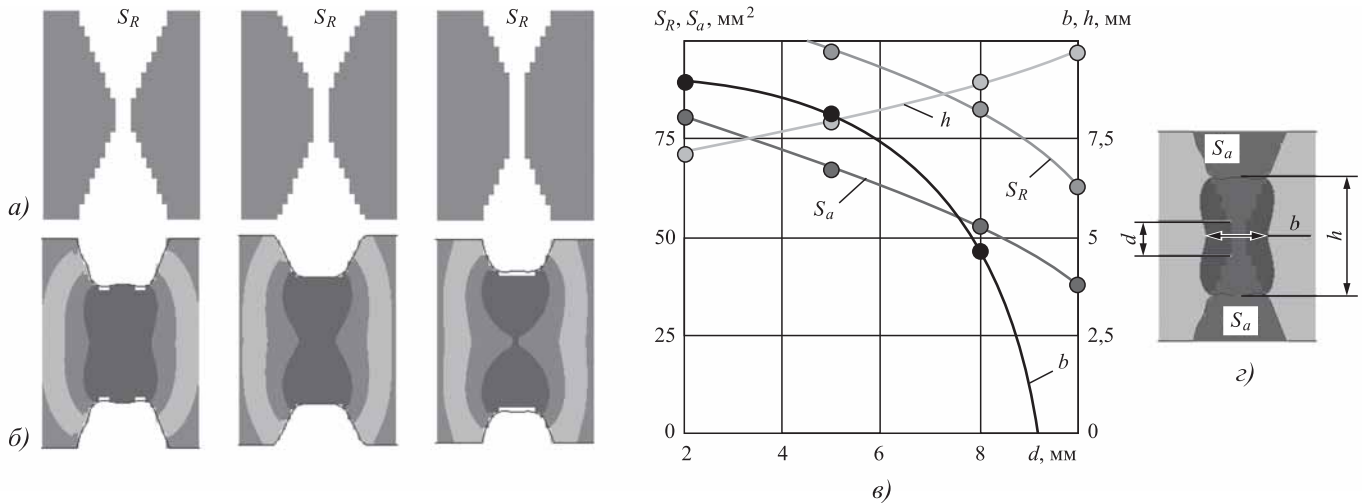 S_R S_R S_R
а)
б)
S_R, S_a, мм²
b, h, мм
75
50
25
0
7,5
5
2,5
0
2 4 6 8 d, мм
h
S_R
S_a
b
в)
S_a
d
b
h
S_a
г)